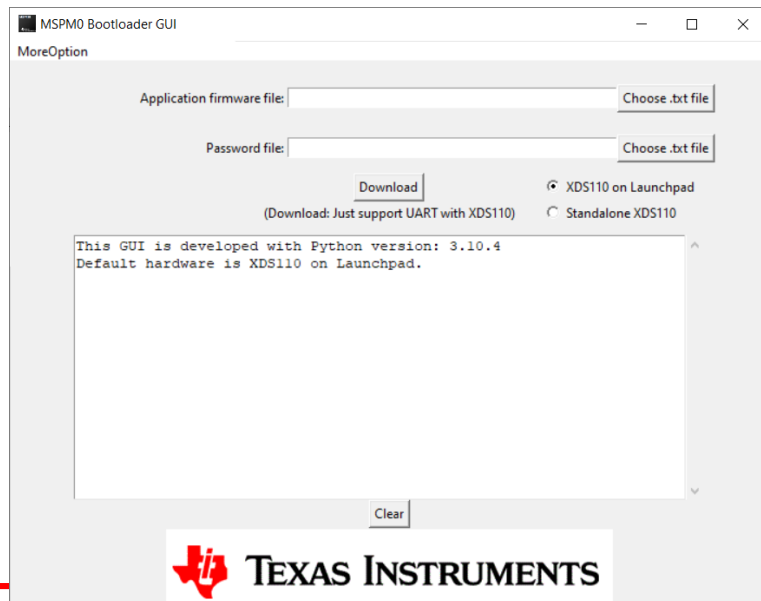 MSPM0 Bootloader GUI
MoreOption
Application firmware file: Choose .txt file
Password file: Choose .txt file
Download XDS110 on Launchpad
(Download: Just support UART with XDS110) Standalone XDS110
This GUI is developed with Python version: 3.10.4
Default hardware is XDS110 on Launchpad.
Clear
TEXAS INSTRUMENTS